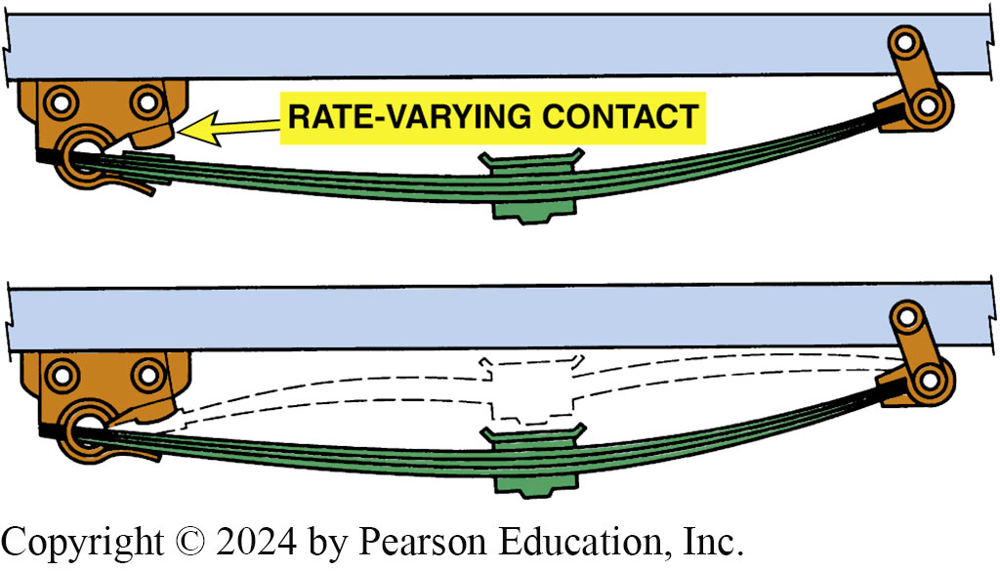 RATE-VARYING CONTACT
Copyright © 2024 by Pearson Education, Inc.